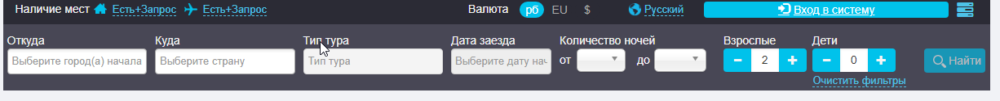 Наличие мест Есть+Запрос Есть+Запрос Валюта рб EU $ Русский Вход в систему
Откуда Куда Тип тура Дата заезда Количество ночей Взрослые Дети
Выберите город(а) начала Выберите страну Тип тура Выберите дату нач от до − 2 + − 0 + Найти
Очистить фильтры